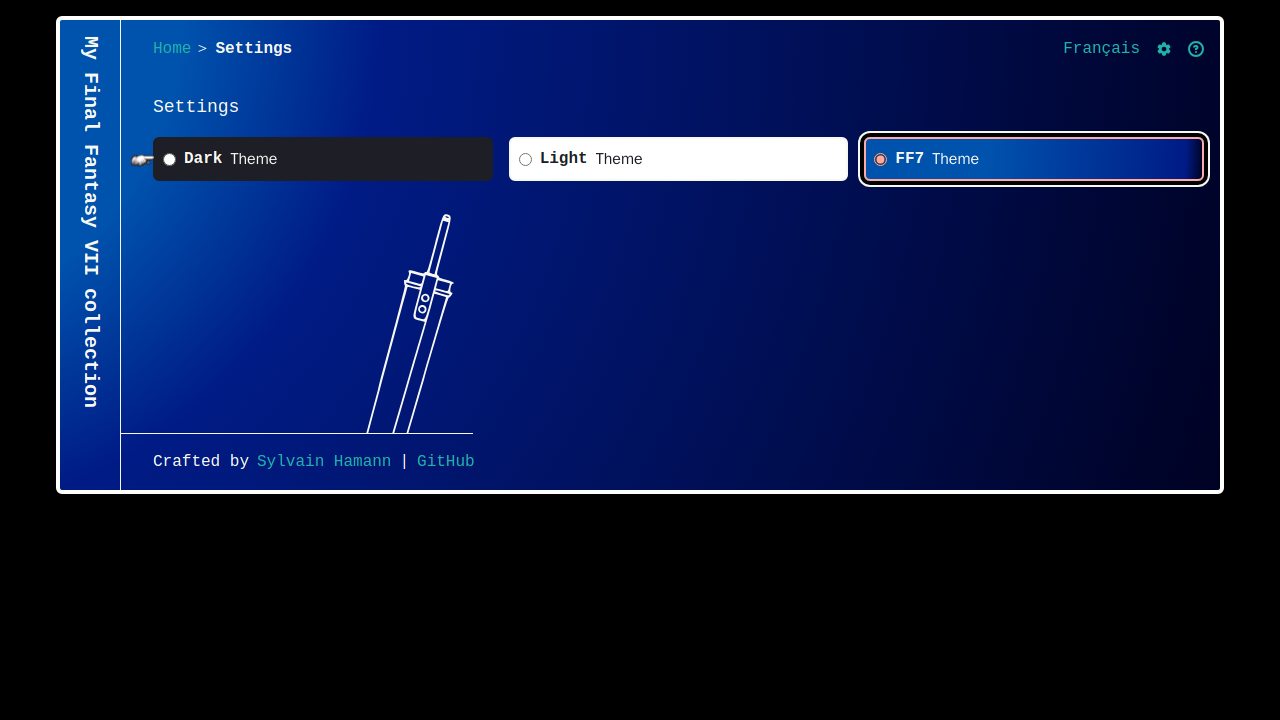 My Final Fantasy VII collection
Home > Settings
Français
Settings
Dark Theme
Light Theme
FF7 Theme
Crafted by Sylvain Hamann | GitHub